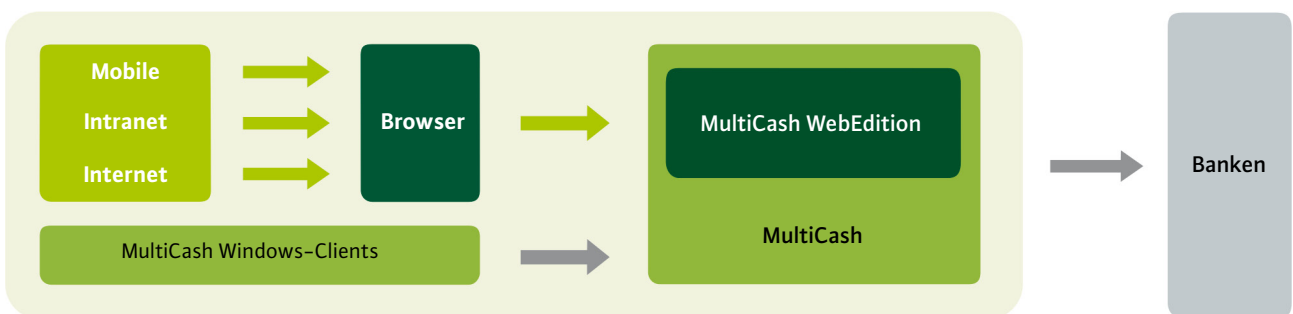 Mobile
Intranet
Internet
Browser
MultiCash WebEdition
MultiCash
MultiCash Windows-Clients
Banken